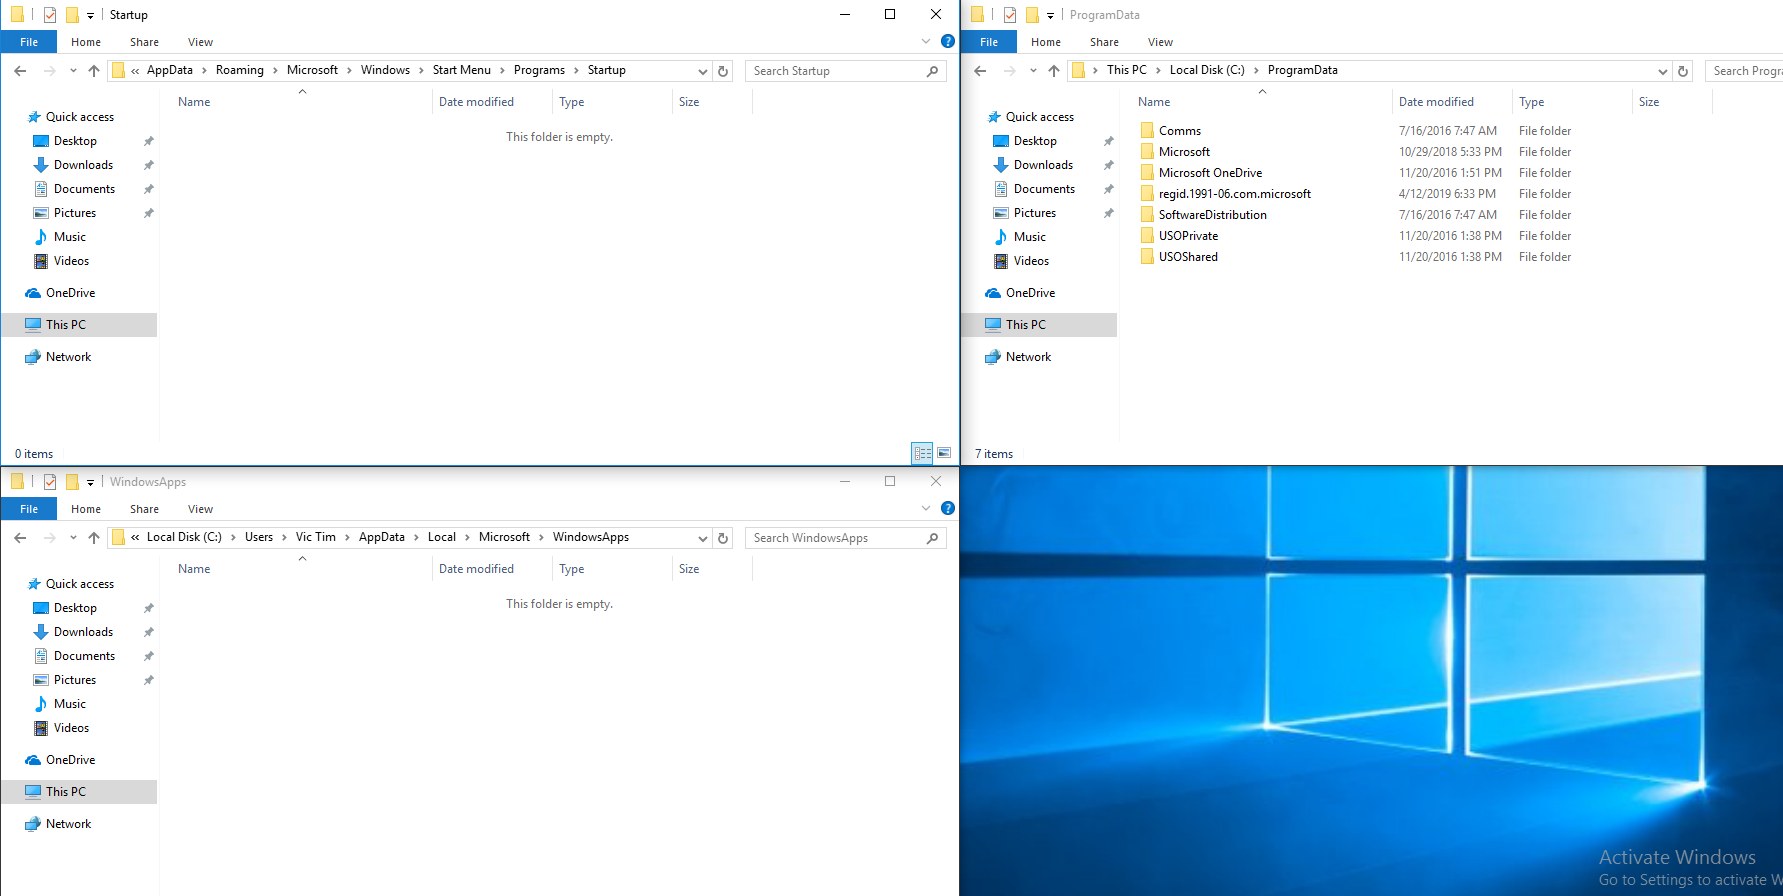 Startup
File Home Share View
« AppData > Roaming > Microsoft > Windows > Start Menu > Programs > Startup
Search Startup
Name Date modified Type Size
This folder is empty.
Quick access
Desktop
Downloads
Documents
Pictures
Music
Videos
OneDrive
This PC
Network
0 items
ProgramData
File Home Share View
> This PC > Local Disk (C:) > ProgramData
Search Progra
Name Date modified Type Size
Comms 7/16/2016 7:47 AM File folder
Microsoft 10/29/2018 5:33 PM File folder
Microsoft OneDrive 11/20/2016 1:51 PM File folder
regid.1991-06.com.microsoft 4/12/2019 6:33 PM File folder
SoftwareDistribution 7/16/2016 7:47 AM File folder
USOPrivate 11/20/2016 1:38 PM File folder
USOShared 11/20/2016 1:38 PM File folder
Quick access
Desktop
Downloads
Documents
Pictures
Music
Videos
OneDrive
This PC
Network
7 items
WindowsApps
File Home Share View
« Local Disk (C:) > Users > Vic Tim > AppData > Local > Microsoft > WindowsApps
Search WindowsApps
Name Date modified Type Size
This folder is empty.
Quick access
Desktop
Downloads
Documents
Pictures
Music
Videos
OneDrive
This PC
Network
Activate Windows
Go to Settings to activate W